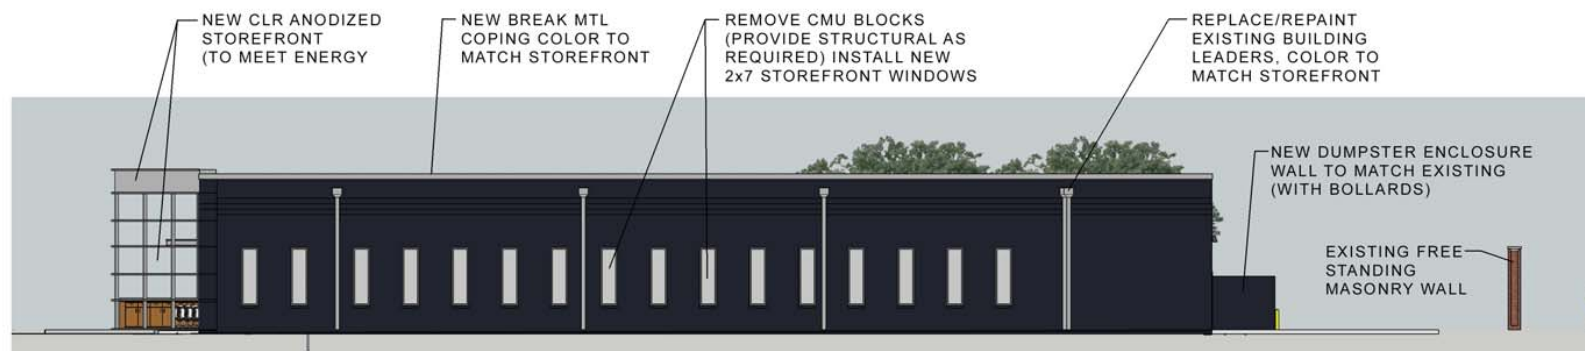 NEW CLR ANODIZED
STOREFRONT
(TO MEET ENERGY
NEW BREAK MTL
COPING COLOR TO
MATCH STOREFRONT
REMOVE CMU BLOCKS
(PROVIDE STRUCTURAL AS
REQUIRED) INSTALL NEW
2x7 STOREFRONT WINDOWS
REPLACE/REPAINT
EXISTING BUILDING
LEADERS, COLOR TO
MATCH STOREFRONT
NEW DUMPSTER ENCLOSURE
WALL TO MATCH EXISTING
(WITH BOLLARDS)
EXISTING FREE
STANDING
MASONRY WALL